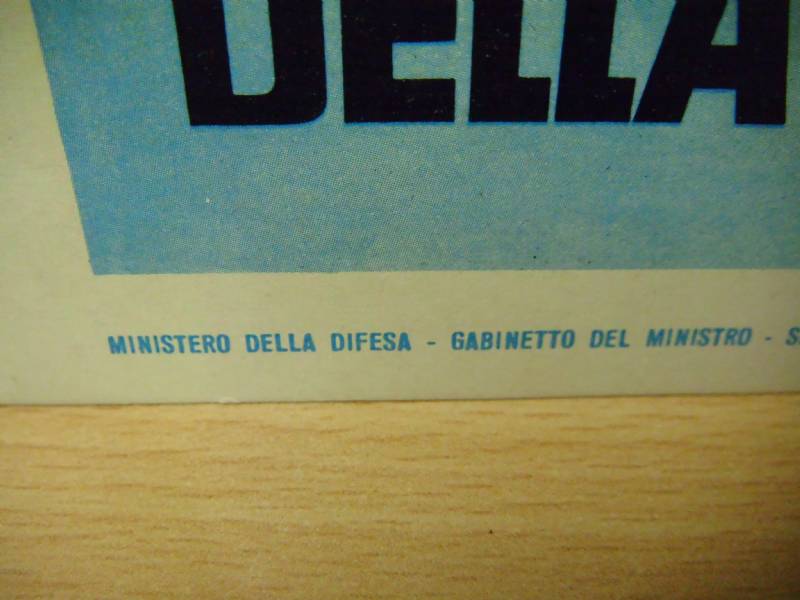 DELLA
MINISTERO DELLA DIFESA - GABINETTO DEL MINISTRO -